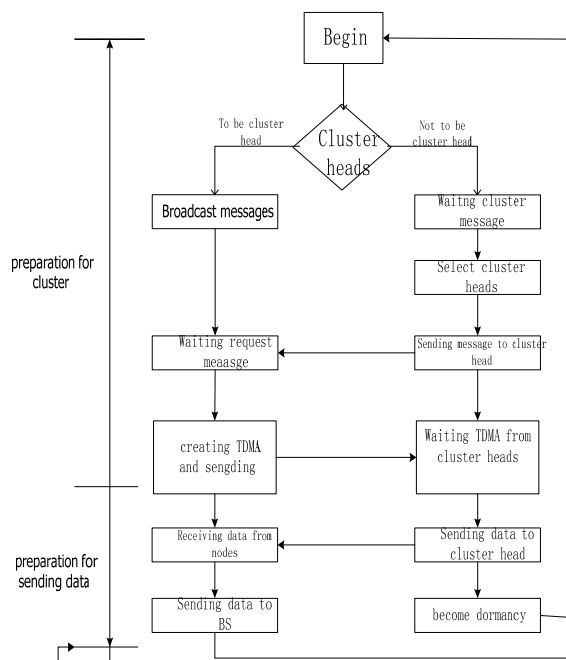 Begin
To be cluster
head
Not to be
cluster head
Cluster
heads
Broadcast messages
Waitng cluster
message
preparation for
cluster
Select cluster
heads
Waiting request
meaasge
Sending message to cluster
head
creating TDMA
and sengding
Waiting TDMA from
cluster heads
preparation for
sending data
Receiving data from
nodes
Sending data to
cluster head
Sending data to
BS
become dormancy